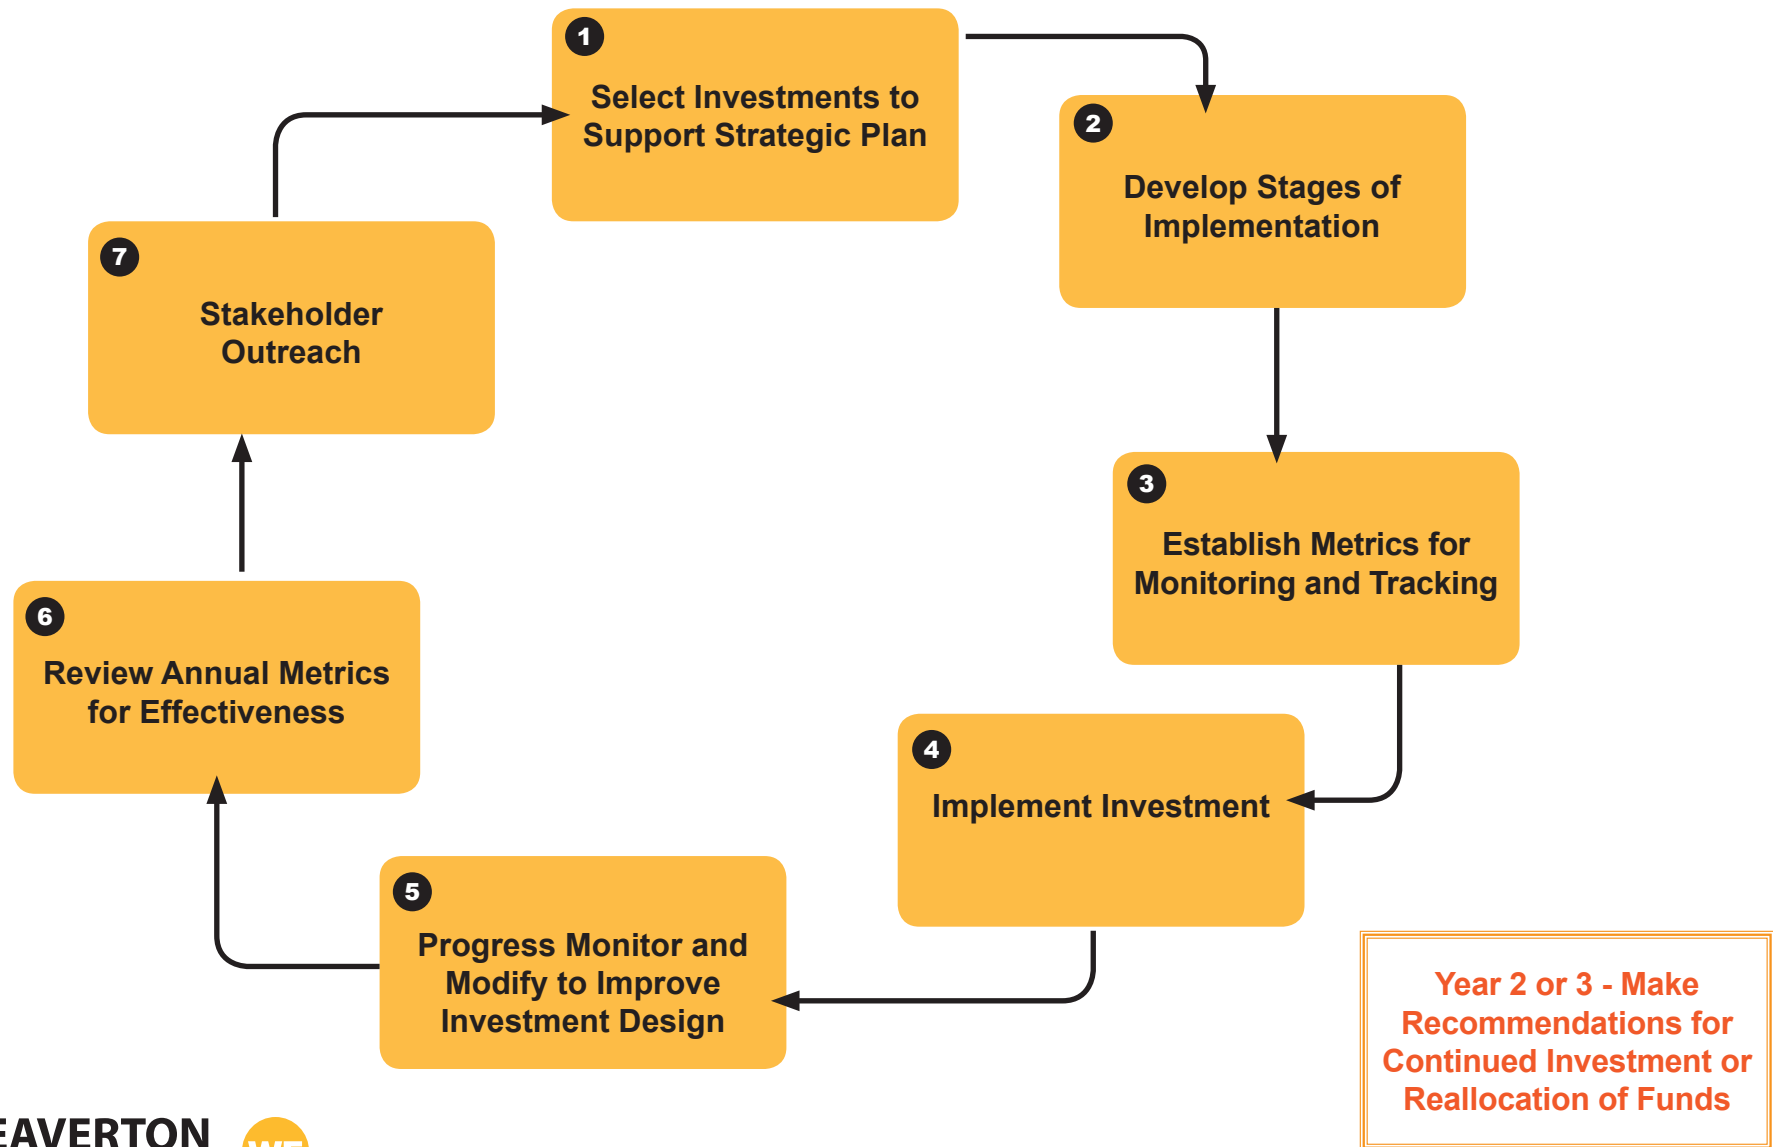 1
Select Investments to
Support Strategic Plan
2
Develop Stages of
Implementation
3
Establish Metrics for
Monitoring and Tracking
4
Implement Investment
5
Progress Monitor and
Modify to Improve
Investment Design
6
Review Annual Metrics
for Effectiveness
7
Stakeholder
Outreach
Year 2 or 3 - Make
Recommendations for
Continued Investment or
Reallocation of Funds
EAVERTON
WE